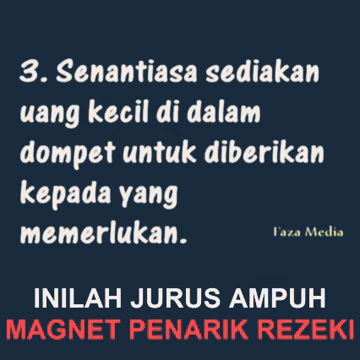 3. Senantiasa sediakan
uang kecil di dalam
dompet untuk diberikan
kepada yang
memerlukan.
Faza Media
INILAH JURUS AMPUH
MAGNET PENARIK REZEKI